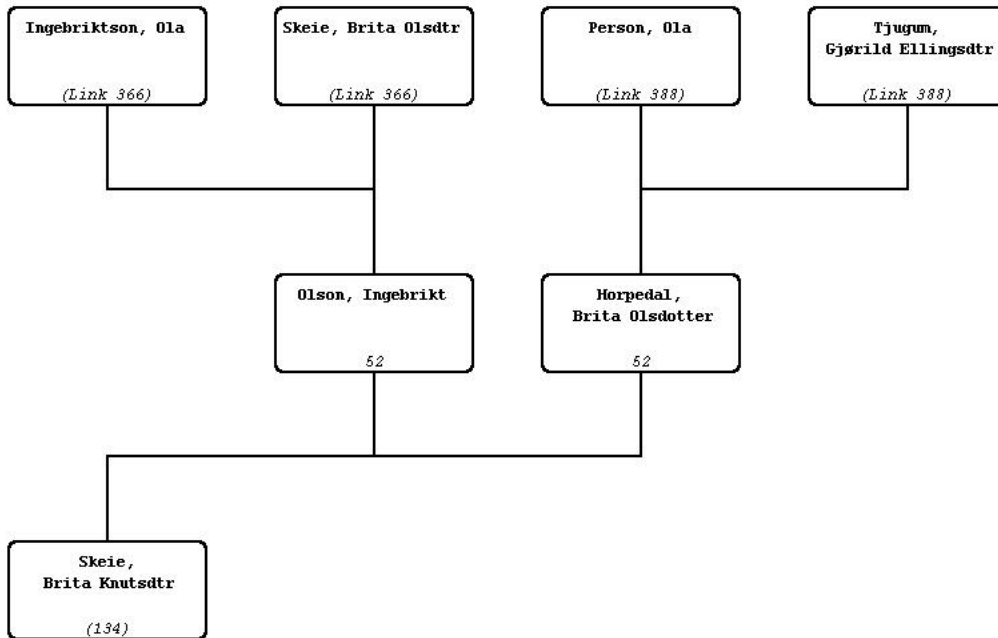 Ingebriktson, Ola
(Link 366)
Skeie, Brita Olsdtr
(Link 366)
Person, Ola
(Link 388)
Tjugum,
Gjørild Ellingsdtr
(Link 388)
Olson, Ingebrikt
52
Horpedal,
Brita Olsdotter
52
Skeie,
Brita Knutsdtr
(134)